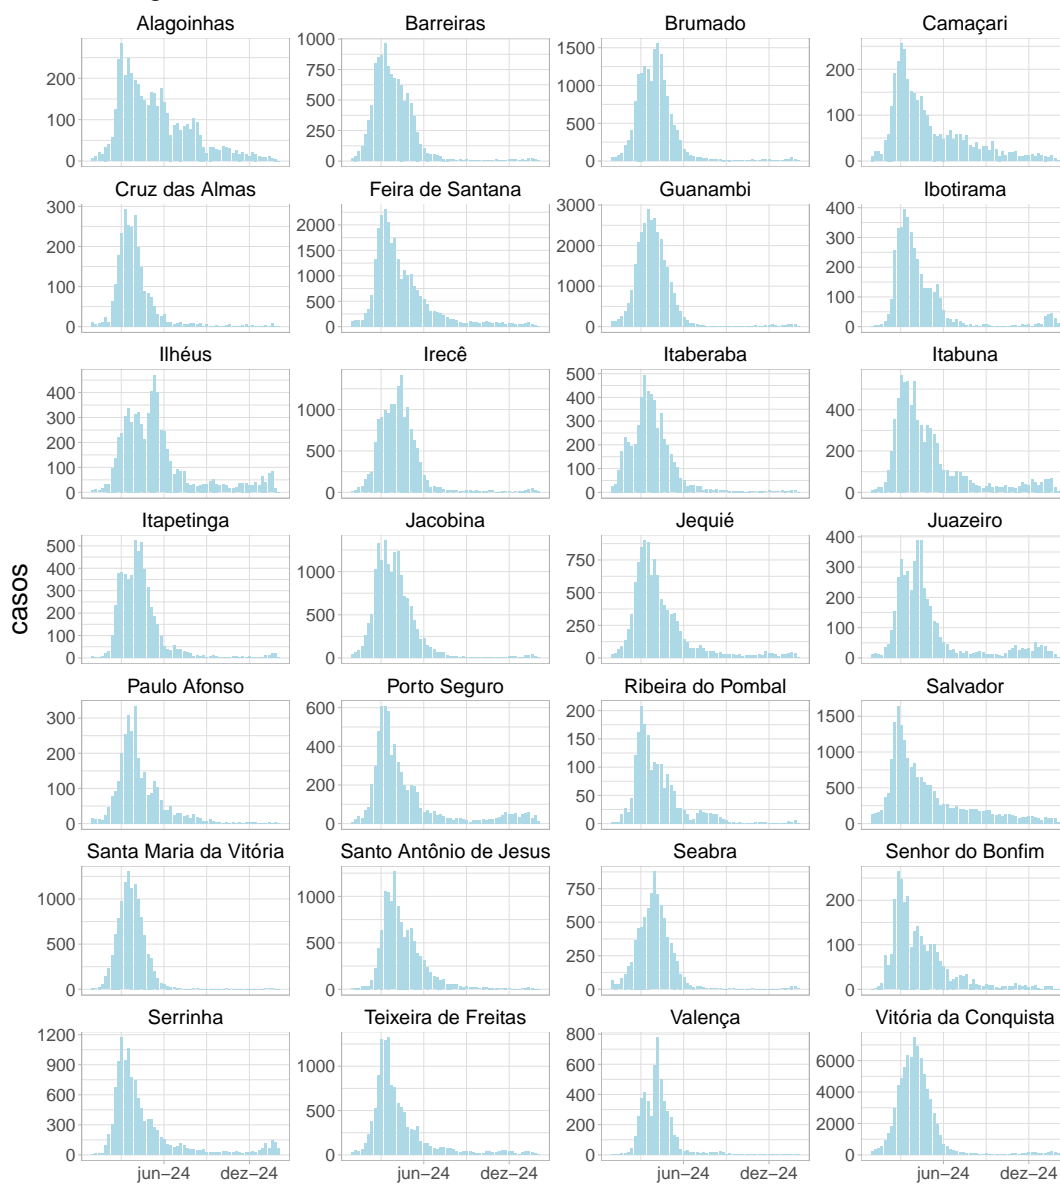 Alagoinhas Barreiras Brumado Camaçari
200 100 0 1000 750 500 250 0 1500 1000 500 0 200 100 0
Cruz das Almas Feira de Santana Guanambi Ibotirama
300 200 100 0 2000 1500 1000 500 0 3000 2000 1000 0 400 300 200 100 0
Ilhéus Irecê Itaberaba Itabuna
400 300 200 100 0 1000 500 0 500 400 300 200 100 0 400 200 0
Itapetinga Jacobina Jequié Juazeiro
500 400 300 200 100 0 1000 500 0 750 500 250 0 400 300 200 100 0
casos
Paulo Afonso Porto Seguro Ribeira do Pombal Salvador
300 200 100 0 600 400 200 0 200 150 100 50 0 1500 1000 500 0
Santa Maria da Vitória Santo Antônio de Jesus Seabra Senhor do Bonfim
1000 500 0 1000 500 0 750 500 250 0 200 100 0
Serrinha Teixeira de Freitas Valença Vitória da Conquista
1200 900 600 300 0 1000 500 0 800 600 400 200 0 6000 4000 2000 0
jun−24 dez−24 jun−24 dez−24 jun−24 dez−24 jun−24 dez−24